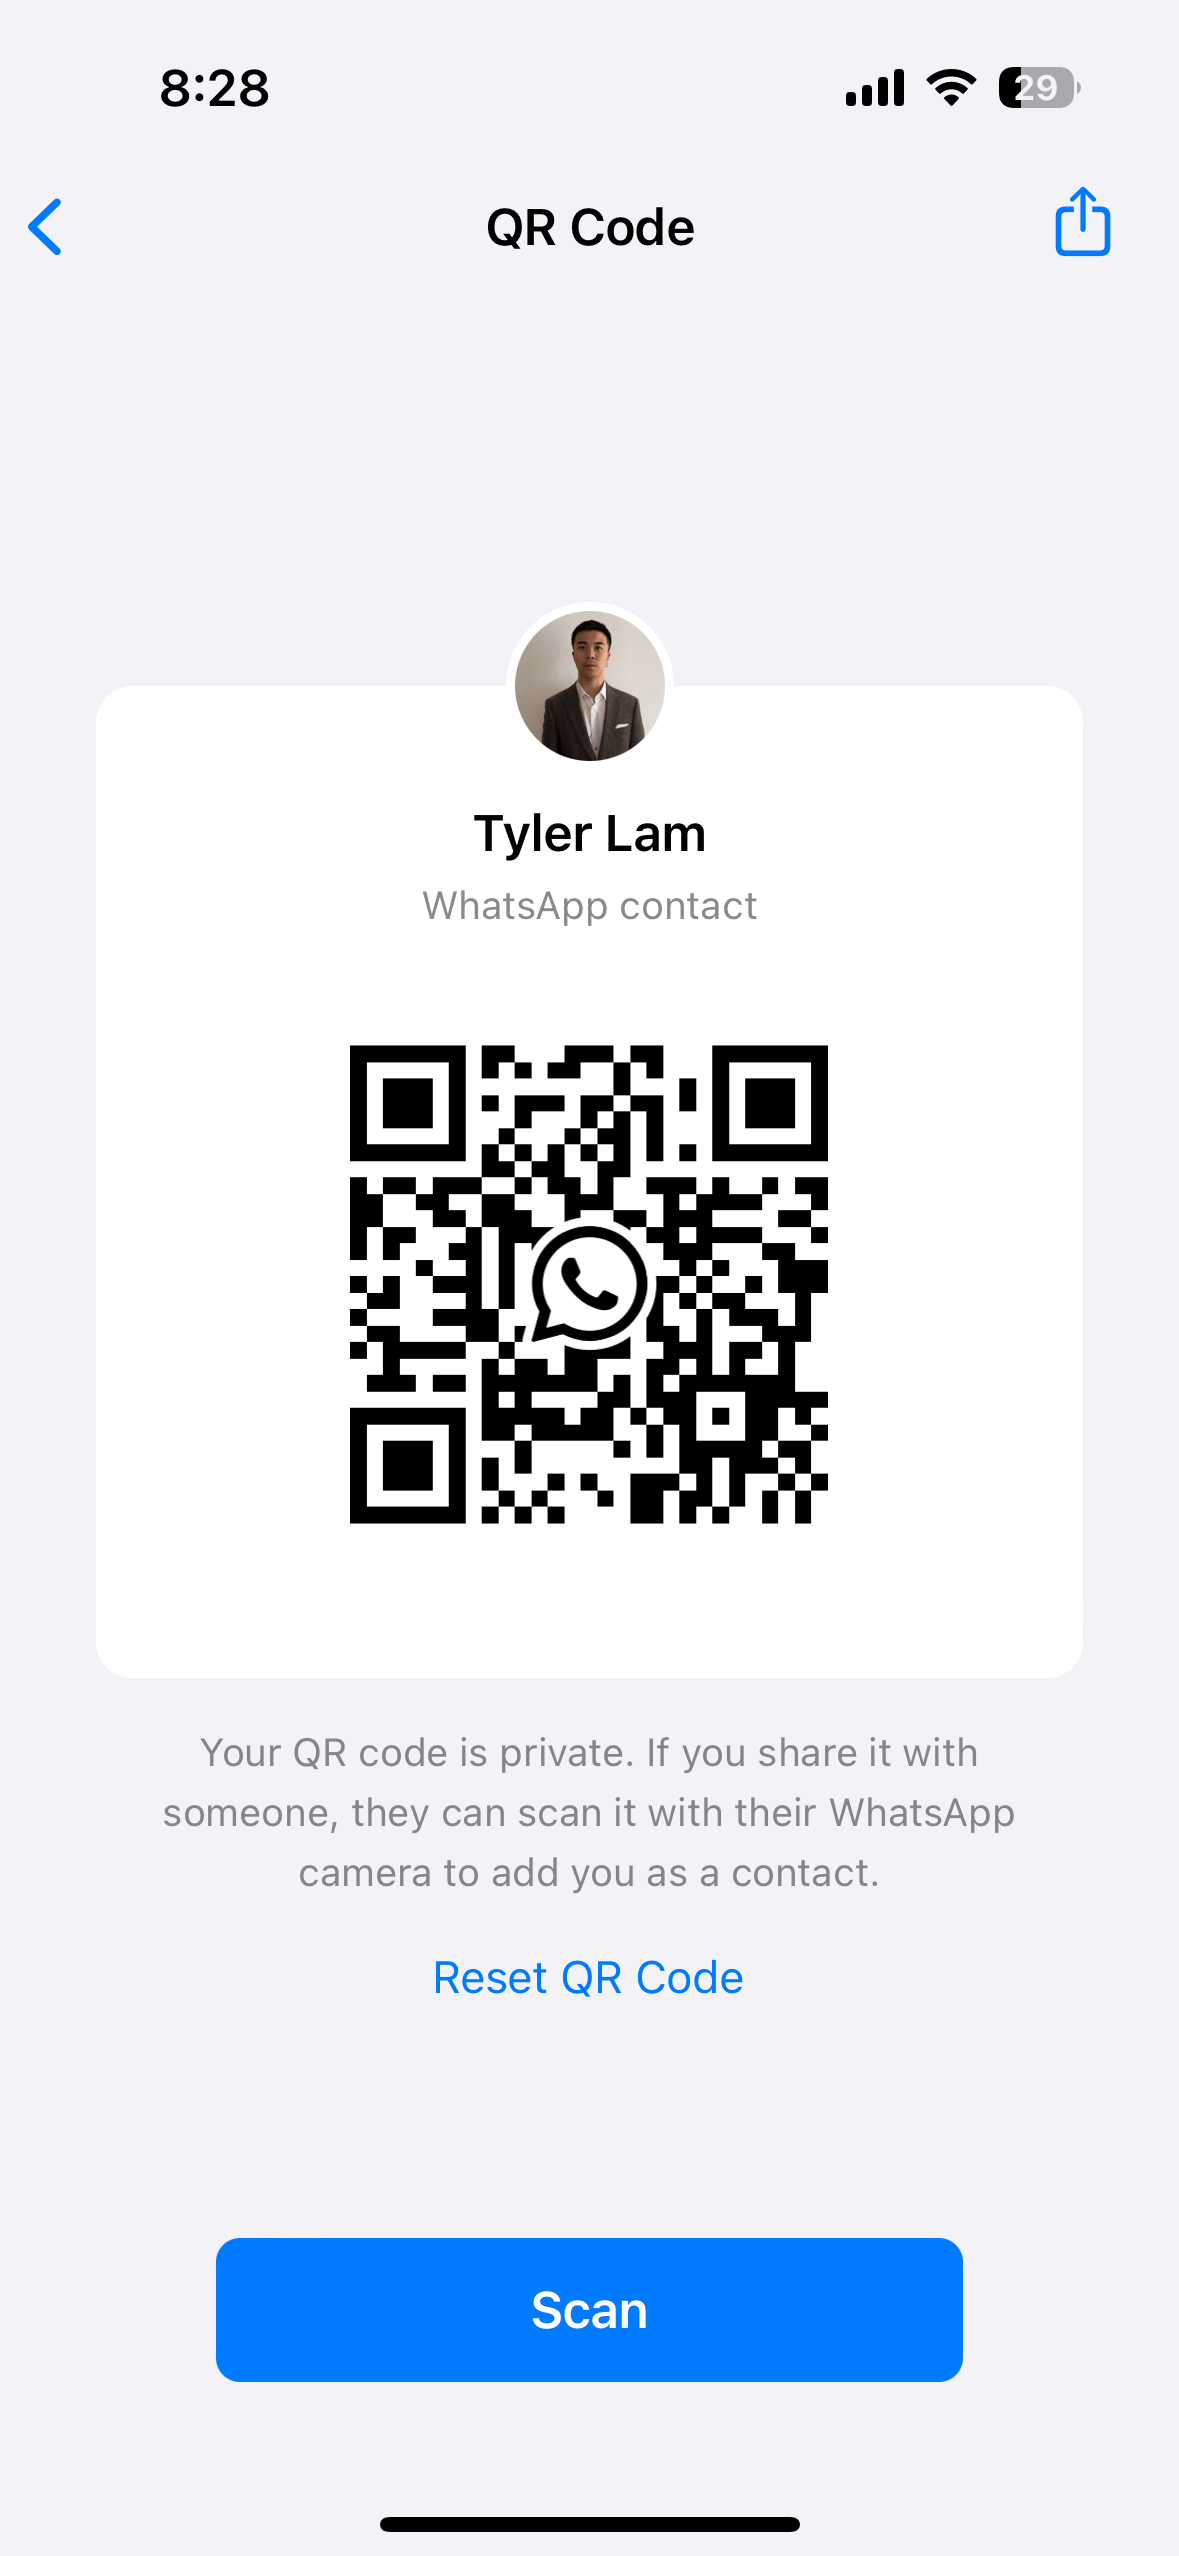 8:28
29
QR Code
Tyler Lam
WhatsApp contact
Your QR code is private. If you share it with
someone, they can scan it with their WhatsApp
camera to add you as a contact.
Reset QR Code
Scan